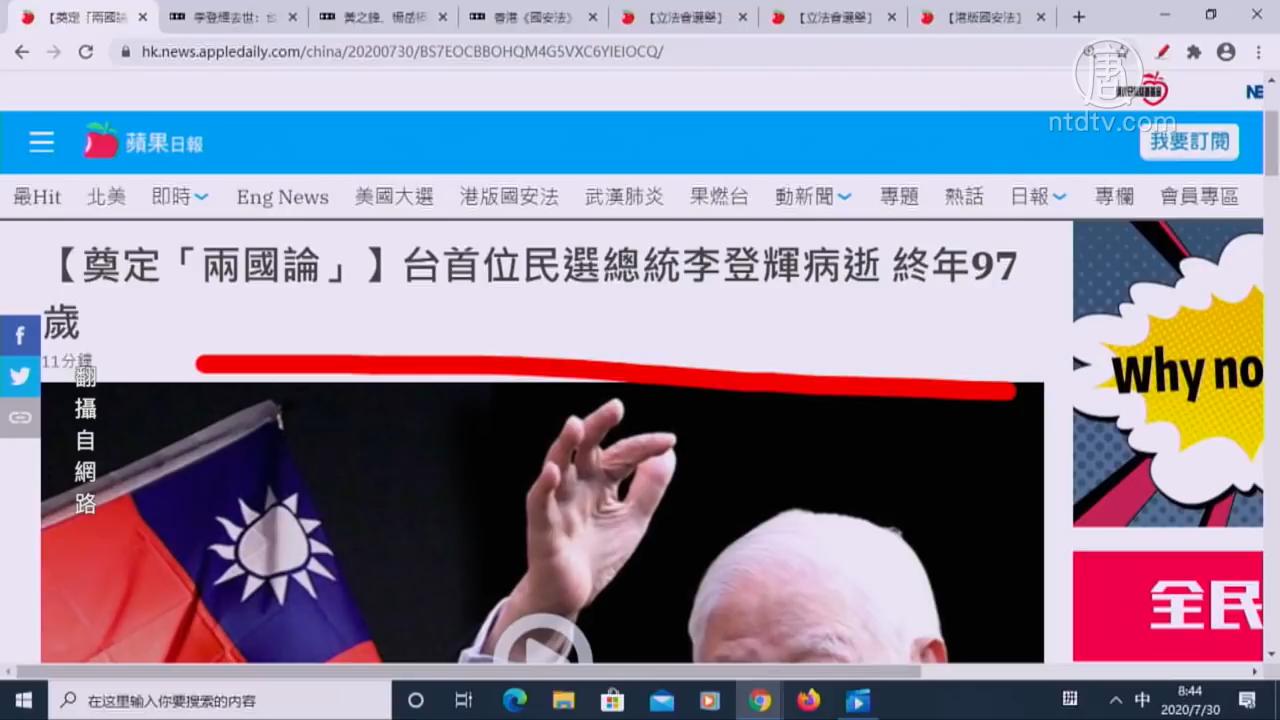 【奠定「兩國論
李登輝去世：台
香港《國安法》
【立法會選舉】
【立法會選舉】
【港版國安法】
hk.news.appledaily.com/china/20200730/BS7EOCBBOHQM4G5VXC6YIEIOCQ/
唐
ntdtv.com
NE
蘋果日報
我要訂閱
最Hit 北美 即時 Eng News 美國大選 港版國安法 武漢肺炎 果燃台 動新聞 專題 熱話 日報 專欄 會員專區
【奠定「兩國論」】台首位民選總統李登輝病逝 終年97
歲
11分鐘
翻攝自網路
Why no
全民
在这里输入你要搜索的内容
拼
中
8:44
2020/7/30